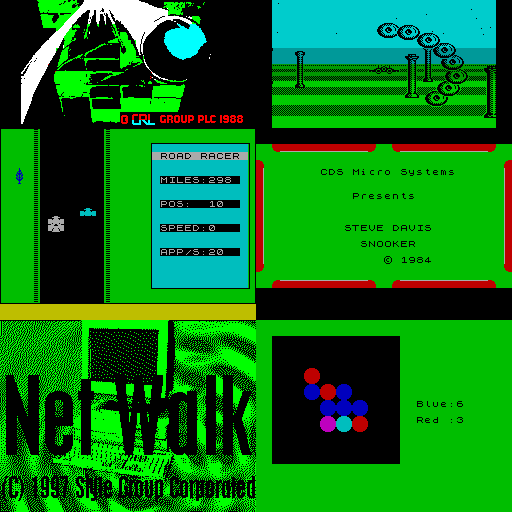 © CRL GROUP PLC 1988
ROAD RACER
MILES:298
POS:  10
SPEED:0
APP/S:20
CDS Micro Systems
Presents
STEVE DAVIS
SNOOKER
© 1984
Net Walk
(C) 1997 Style Group Corporated
Blue:6
Red :3